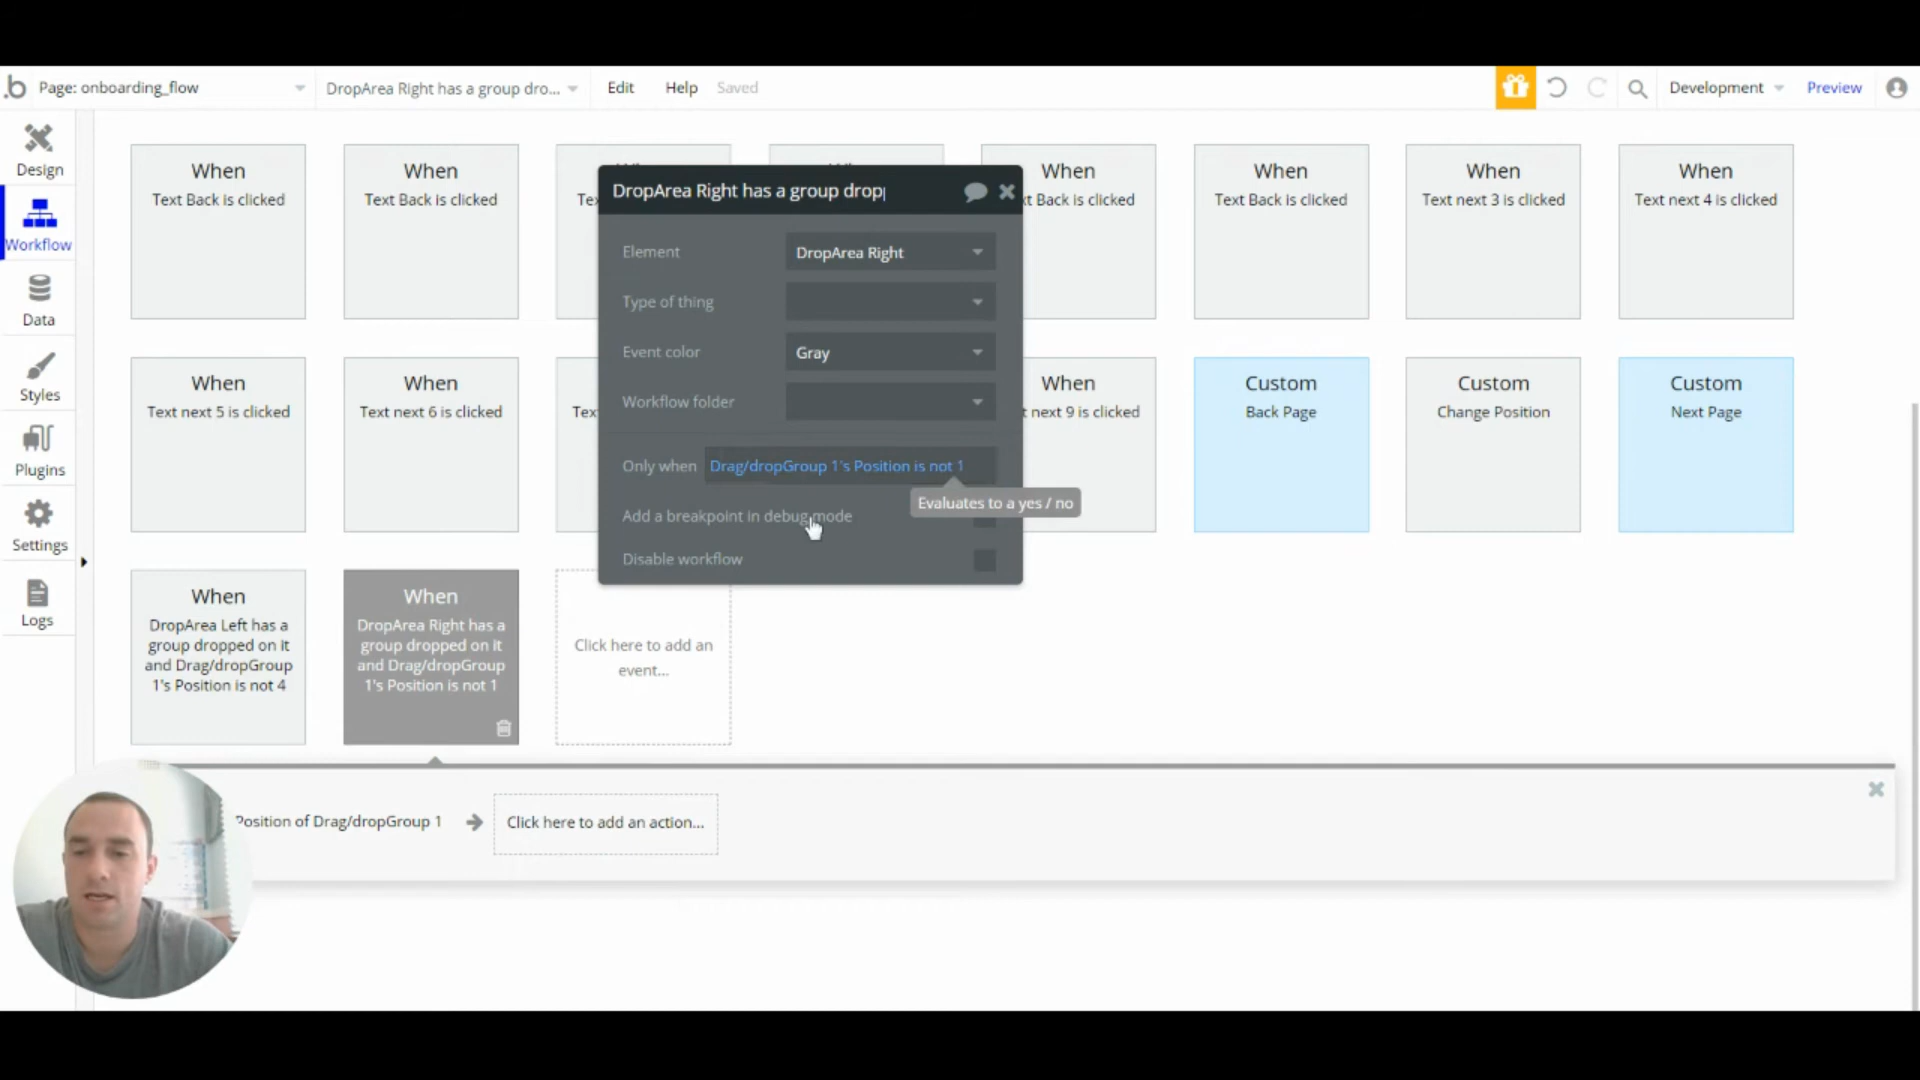 .b
Page: onboarding_flow
DropArea Right has a group dro...
Edit
Help
Saved
Development
Preview
Design
Workflow
Data
Styles
Plugins
Settings
Logs
When
Text Back is clicked
When
Text Back is clicked
When
t Back is clicked
When
Text Back is clicked
When
Text next 3 is clicked
When
Text next 4 is clicked
DropArea Right has a group drop
Element
DropArea Right
Type of thing
Event color
Gray
Workflow folder
Only when
Drag/dropGroup 1's Position is not 1
Evaluates to a yes / no
Add a breakpoint in debug mode
Disable workflow
When
Text next 5 is clicked
When
Text next 6 is clicked
Tex
When
t next 9 is clicked
Custom
Back Page
Custom
Change Position
Custom
Next Page
When
DropArea Left has a
group dropped on it
and Drag/dropGroup
1's Position is not 4
When
DropArea Right has a
group dropped on it
and Drag/dropGroup
1's Position is not 1
Click here to add an
event...
Position of Drag/dropGroup 1
Click here to add an action...